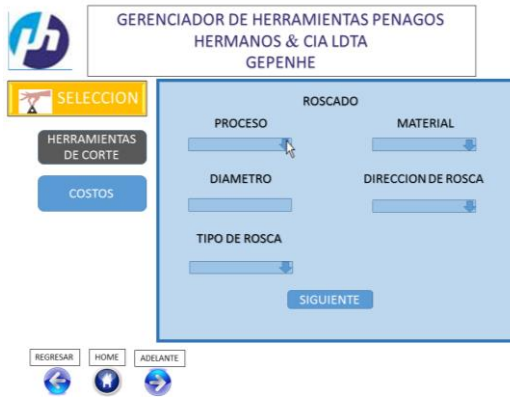 GERENCIADOR DE HERRAMIENTAS PENAGOS
HERMANOS & CIA LDTA
GEPENHE
SELECCION
HERRAMIENTAS
DE CORTE
COSTOS
ROSCADO
PROCESO
MATERIAL
DIAMETRO
DIRECCION DE ROSCA
TIPO DE ROSCA
SIGUIENTE
REGRESAR
HOME
ADELANTE